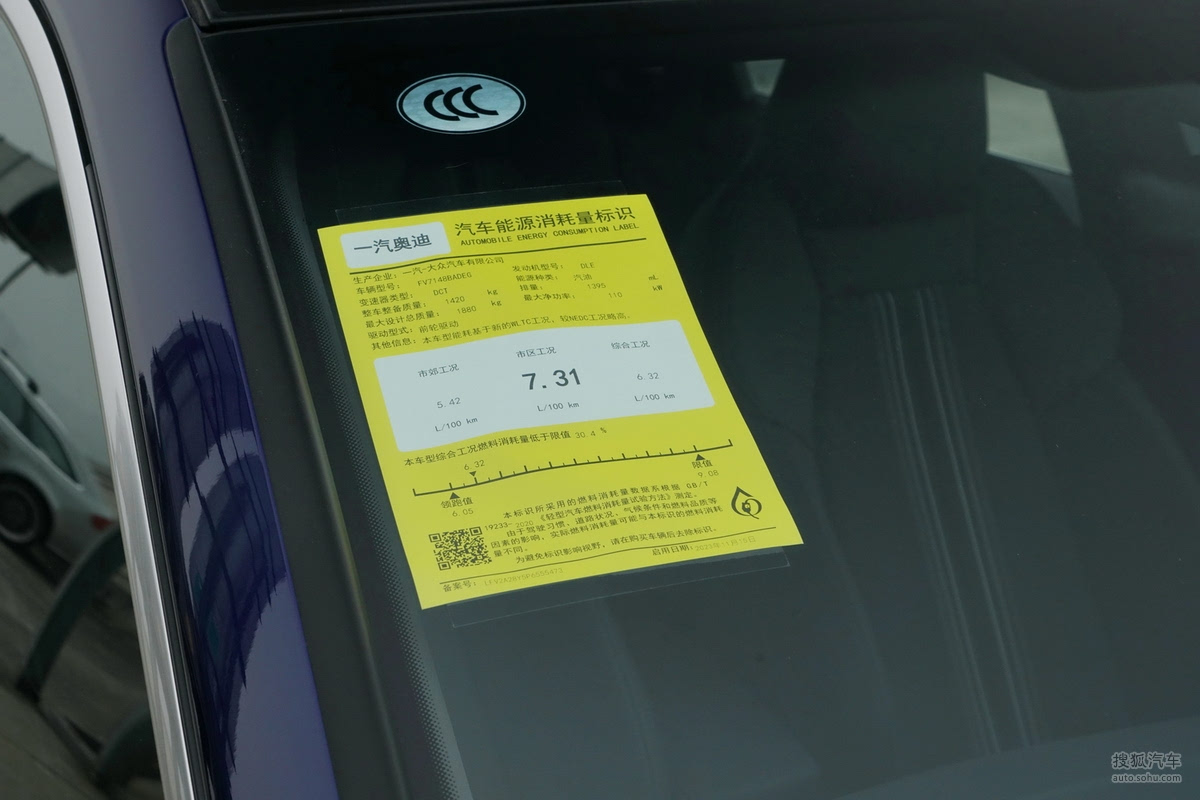 CCC
一汽奥迪
汽车能源消耗量标识
AUTOMOBILE ENERGY CONSUMPTION LABEL
生产企业：一汽-大众汽车有限公司
车辆型号： FV7148BADEG 发动机型号： DLE
变速器类型： DCT 能源种类： 汽油
整车整备质量： 1420 kg 排量： 1395 mL
最大设计总质量： 1880 kg 最大净功率： 110 kW
驱动型式：前轮驱动
其他信息：本车型能耗基于新的WLTC工况，较NEDC工况略高。
市郊工况 市区工况 综合工况
5.42 7.31 6.32
L/100 km L/100 km L/100 km
本车型综合工况燃料消耗量低于限值 30.4 %
6.32
领跑值 限值
6.05 9.08
本标识所采用的燃料消耗量数据系根据 GB/T
19233-2020 《轻型汽车燃料消耗量试验方法》测定。
由于驾驶习惯、道路状况、气候条件和燃料品质等
因素的影响，实际燃料消耗量可能与本标识的燃料消耗
量不同。
为避免标识影响视野，请在购买车辆后去除标识。
启用日期：
备案号：
搜狐汽车
auto.sohu.com